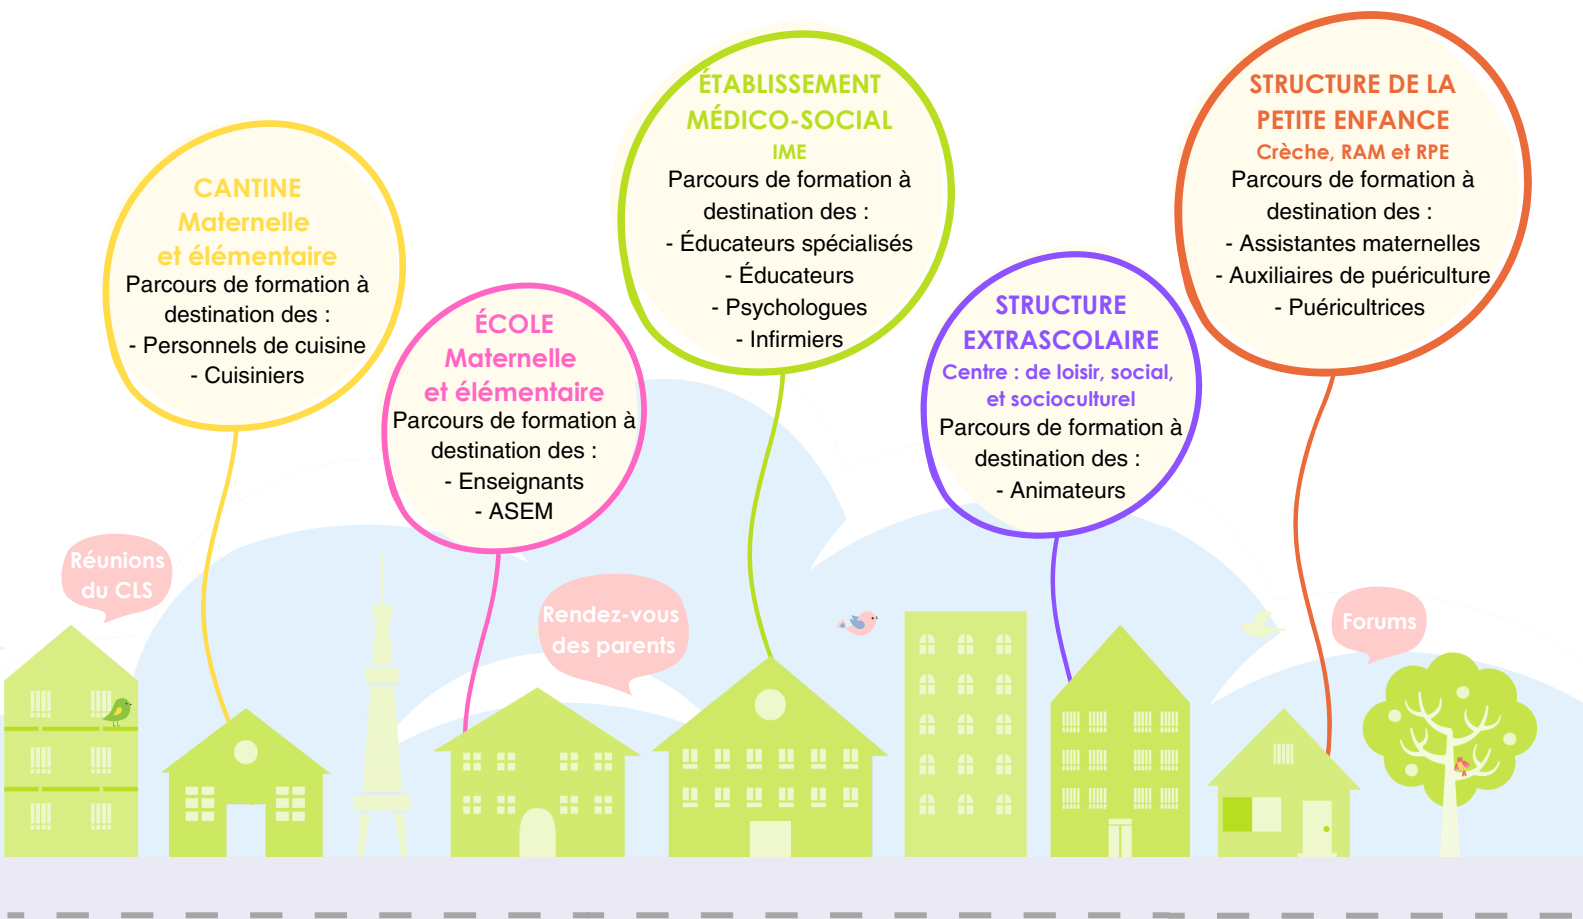 CANTINE
Maternelle
et élémentaire
Parcours de formation à
destination des :
- Personnels de cuisine
- Cuisiniers
ÉCOLE
Maternelle
et élémentaire
Parcours de formation à
destination des :
- Enseignants
- ASEM
ÉTABLISSEMENT
MÉDICO-SOCIAL
IME
Parcours de formation à
destination des :
- Éducateurs spécialisés
- Éducateurs
- Psychologues
- Infirmiers
STRUCTURE
EXTRASCOLAIRE
Centre : de loisir, social,
et socioculturel
Parcours de formation à
destination des :
- Animateurs
STRUCTURE DE LA
PETITE ENFANCE
Crèche, RAM et RPE
Parcours de formation à
destination des :
- Assistantes maternelles
- Auxiliaires de puériculture
- Puéricultrices
Réunions
du CLS
Rendez-vous
des parents
Forums